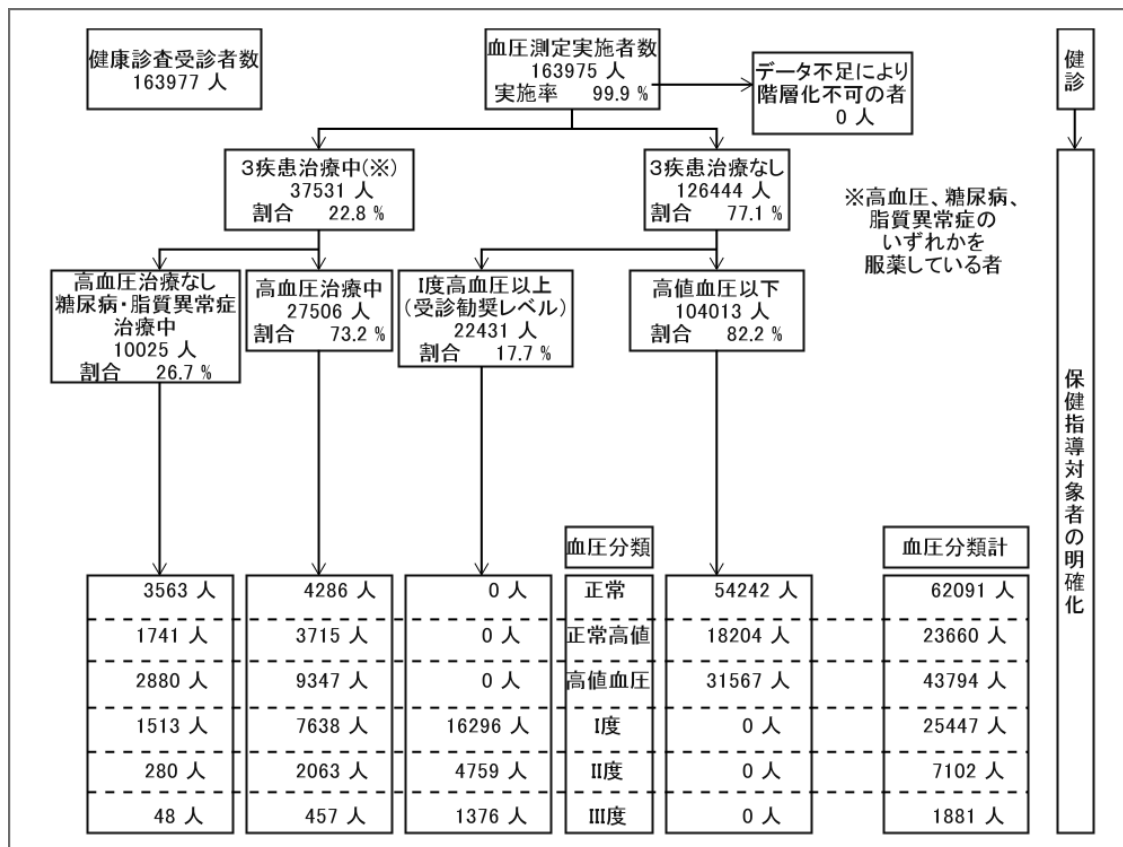 健康診査受診者数
163977 人
血圧測定実施者数
163975 人
実施率 99.9 %
データ不足により
階層化不可の者
0 人
健診
3疾患治療中(※)
37531 人
割合 22.8 %
3疾患治療なし
126444 人
割合 77.1 %
※高血圧、糖尿病、
脂質異常症の
いずれかを
服薬している者
高血圧治療なし
糖尿病・脂質異常症
治療中
10025 人
割合 26.7 %
高血圧治療中
27506 人
割合 73.2 %
I度高血圧以上
(受診勧奨レベル)
22431 人
割合 17.7 %
高値血圧以下
104013 人
割合 82.2 %
保健指導対象者の明確化
血圧分類 血圧分類計
3563 人 4286 人 0 人 正常 54242 人 62091 人
1741 人 3715 人 0 人 正常高値 18204 人 23660 人
2880 人 9347 人 0 人 高値血圧 31567 人 43794 人
1513 人 7638 人 16296 人 I度 0 人 25447 人
280 人 2063 人 4759 人 II度 0 人 7102 人
48 人 457 人 1376 人 III度 0 人 1881 人